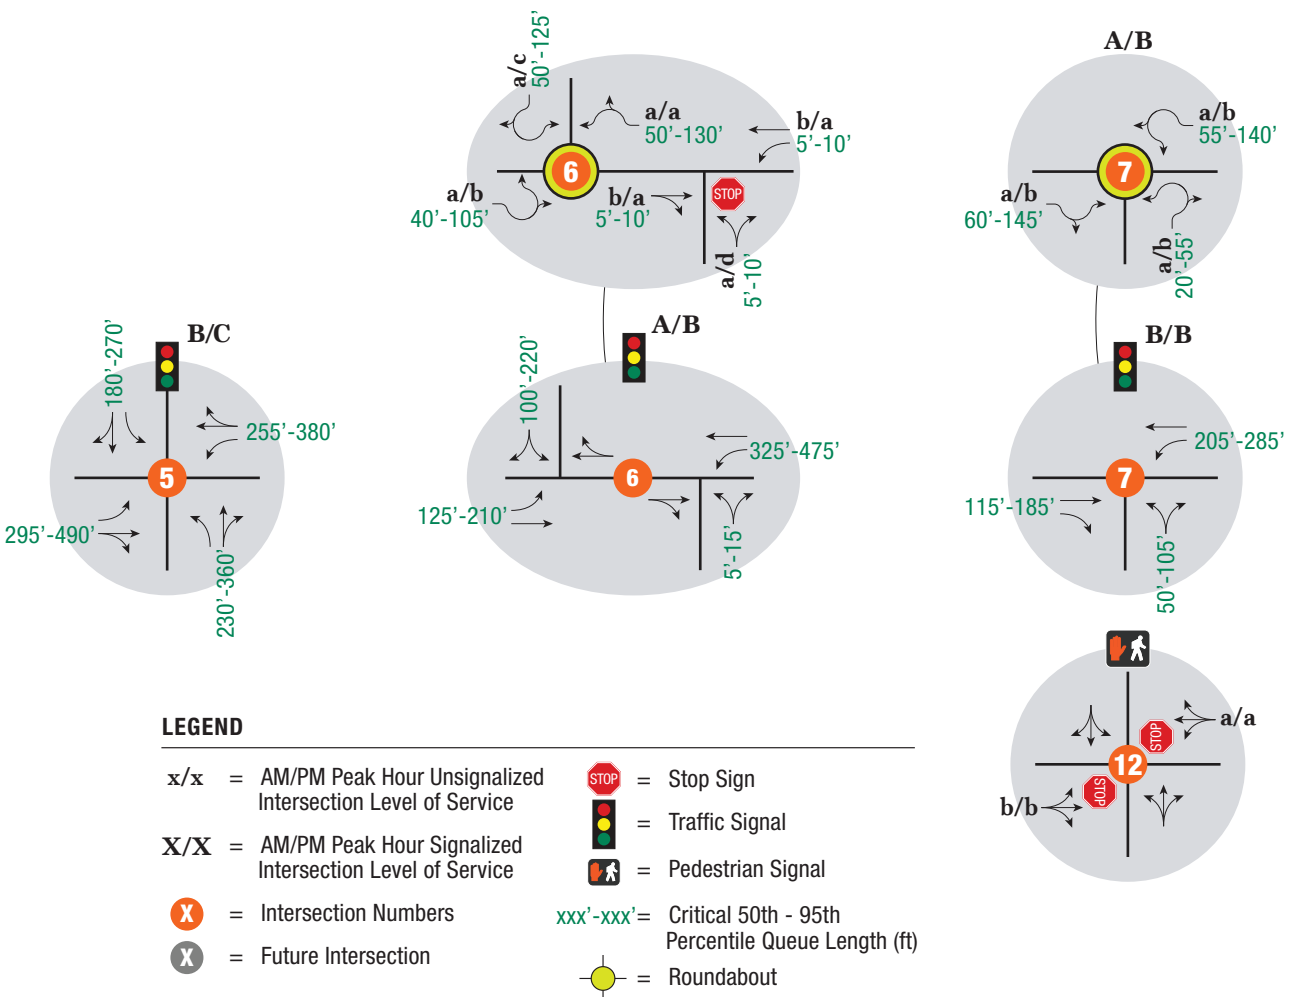 a/c
50'-125'
a/a
50'-130'
b/a
5'-10'
6
STOP
a/b
40'-105'
b/a
5'-10'
a/d
5'-10'
A/B
a/b
55'-140'
7
a/b
60'-145'
a/b
20'-55'
B/C
180'-270'
255'-380'
5
295'-490'
230'-360'
A/B
100'-220'
325'-475'
6
125'-210'
5'-15'
B/B
205'-285'
7
115'-185'
50'-105'
a/a
STOP
12
STOP
b/b
LEGEND
x/x = AM/PM Peak Hour Unsignalized
Intersection Level of Service
X/X = AM/PM Peak Hour Signalized
Intersection Level of Service
X = Intersection Numbers
X = Future Intersection
STOP = Stop Sign
= Traffic Signal
= Pedestrian Signal
xxx'-xxx' = Critical 50th - 95th
Percentile Queue Length (ft)
= Roundabout